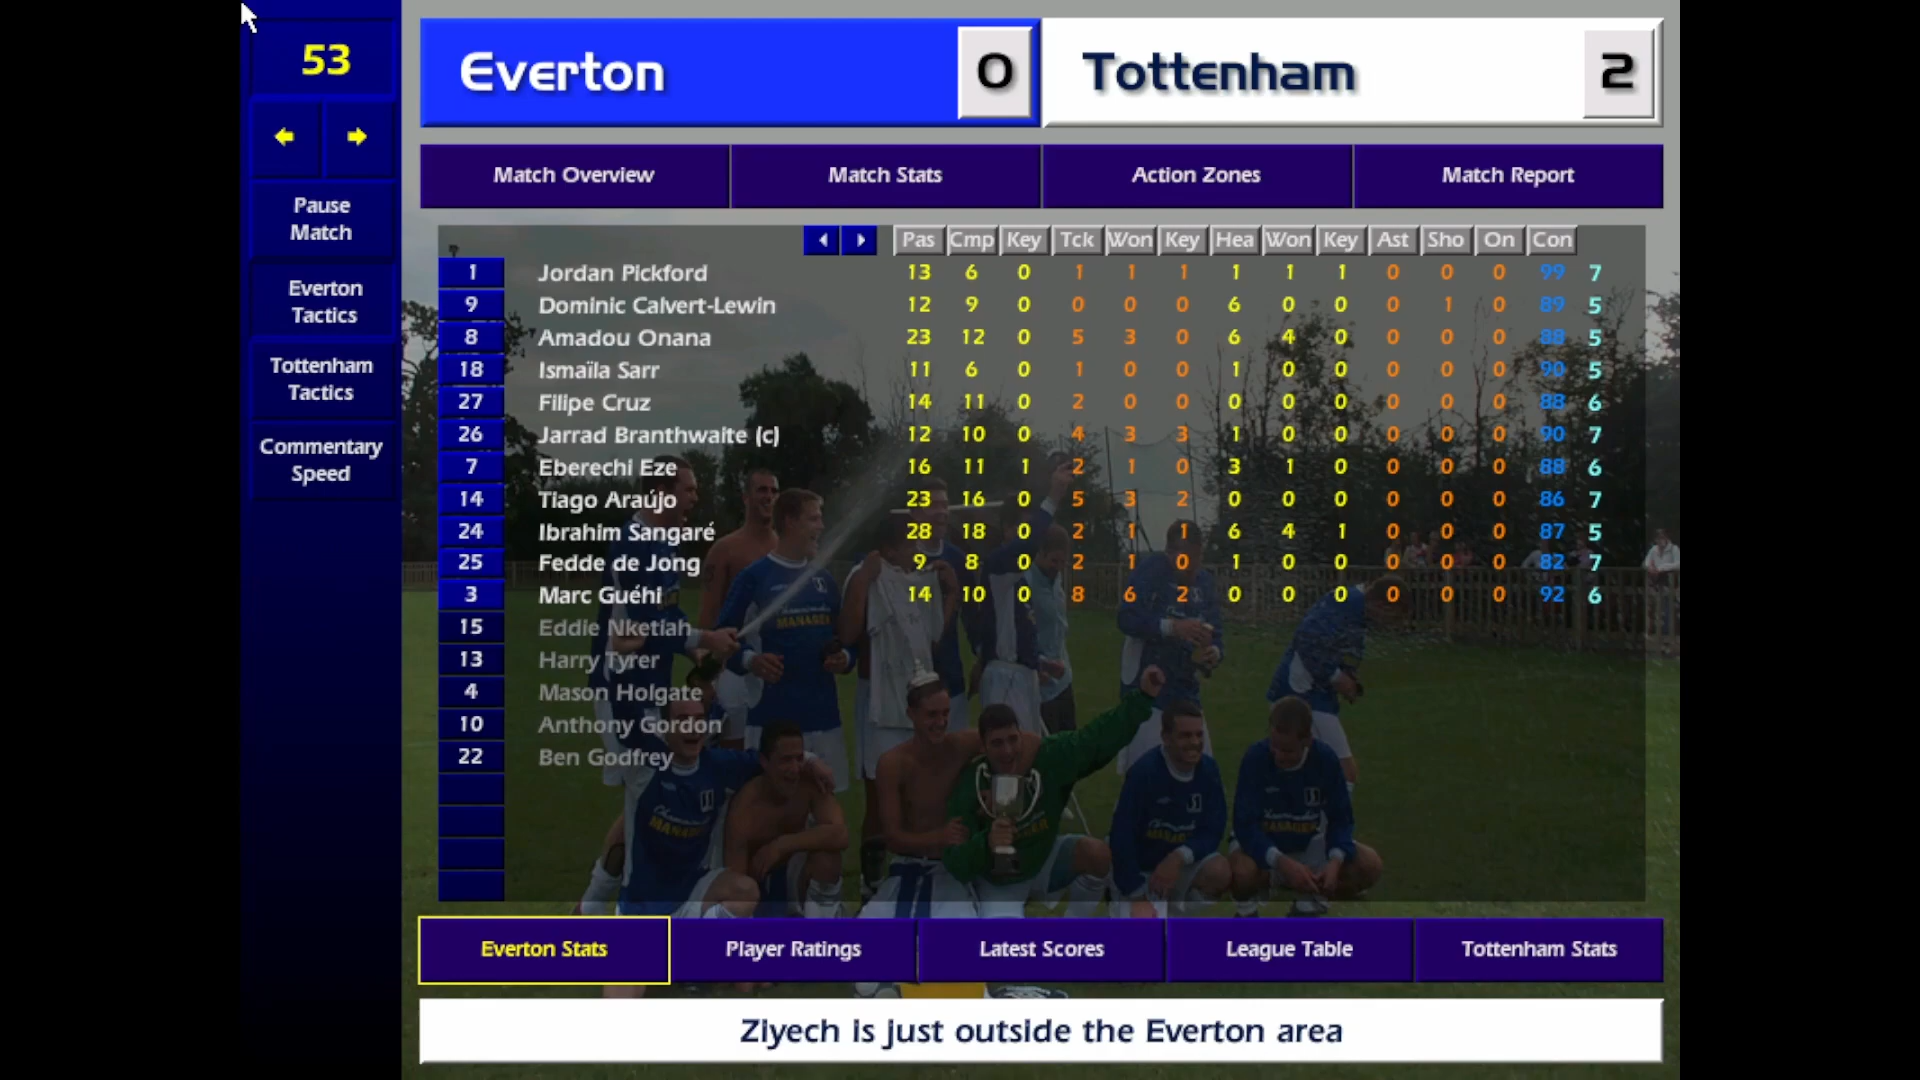 53
Everton 0 Tottenham 2
Pause
Match
Everton
Tactics
Tottenham
Tactics
Commentary
Speed
Match Overview Match Stats Action Zones Match Report
Pas Cmp Key Tck Won Key Hea Won Key Ast Sho On Con
1 Jordan Pickford 13 6 0 1 1 1 1 1 1 0 0 0 99 7
9 Dominic Calvert-Lewin 12 9 0 0 0 0 6 0 0 0 1 0 89 5
8 Amadou Onana 23 12 0 5 3 0 6 4 0 0 0 0 88 5
18 Ismaïla Sarr 11 6 0 1 0 0 1 0 0 0 0 0 90 5
27 Filipe Cruz 14 11 0 2 0 0 0 0 0 0 0 0 88 6
26 Jarrad Branthwaite (c) 12 10 0 4 3 3 1 0 0 0 0 0 90 7
7 Eberechi Eze 16 11 1 2 1 0 3 1 0 0 0 0 88 6
14 Tiago Araújo 23 16 0 5 3 2 0 0 0 0 0 0 86 7
24 Ibrahim Sangaré 28 18 0 2 1 1 6 4 1 0 0 0 87 5
25 Fedde de Jong 9 8 0 2 1 0 1 0 0 0 0 0 82 7
3 Marc Guéhi 14 10 0 8 6 2 0 0 0 0 0 0 92 6
15 Eddie Nketiah
13 Harry Tyrer
4 Mason Holgate
10 Anthony Gordon
22 Ben Godfrey
Everton Stats Player Ratings Latest Scores League Table Tottenham Stats
Ziyech is just outside the Everton area